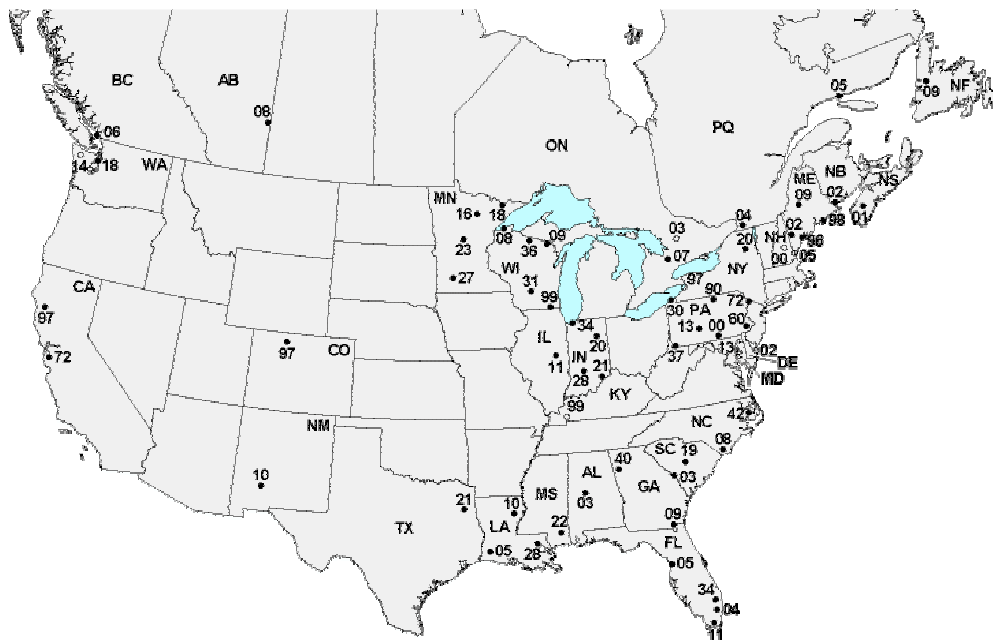 BC
AB
08
ON
PQ
05
09
NF
06
14
18
WA
MN
16
18
08
23
27
36
09
WI
31
99
03
07
04
20
NY
97
90
30
PA
72
13
00
60
37
13
02
DE
MD
ME
09
NB
02
NS
01
98
02
NH
96
00
05
CA
97
72
97
CO
NM
10
IL
11
34
20
IN
28
21
99
KY
42
NC
08
SC
19
03
40
AL
03
GA
MS
22
09
FL
05
34
04
11
TX
21
10
LA
05
28